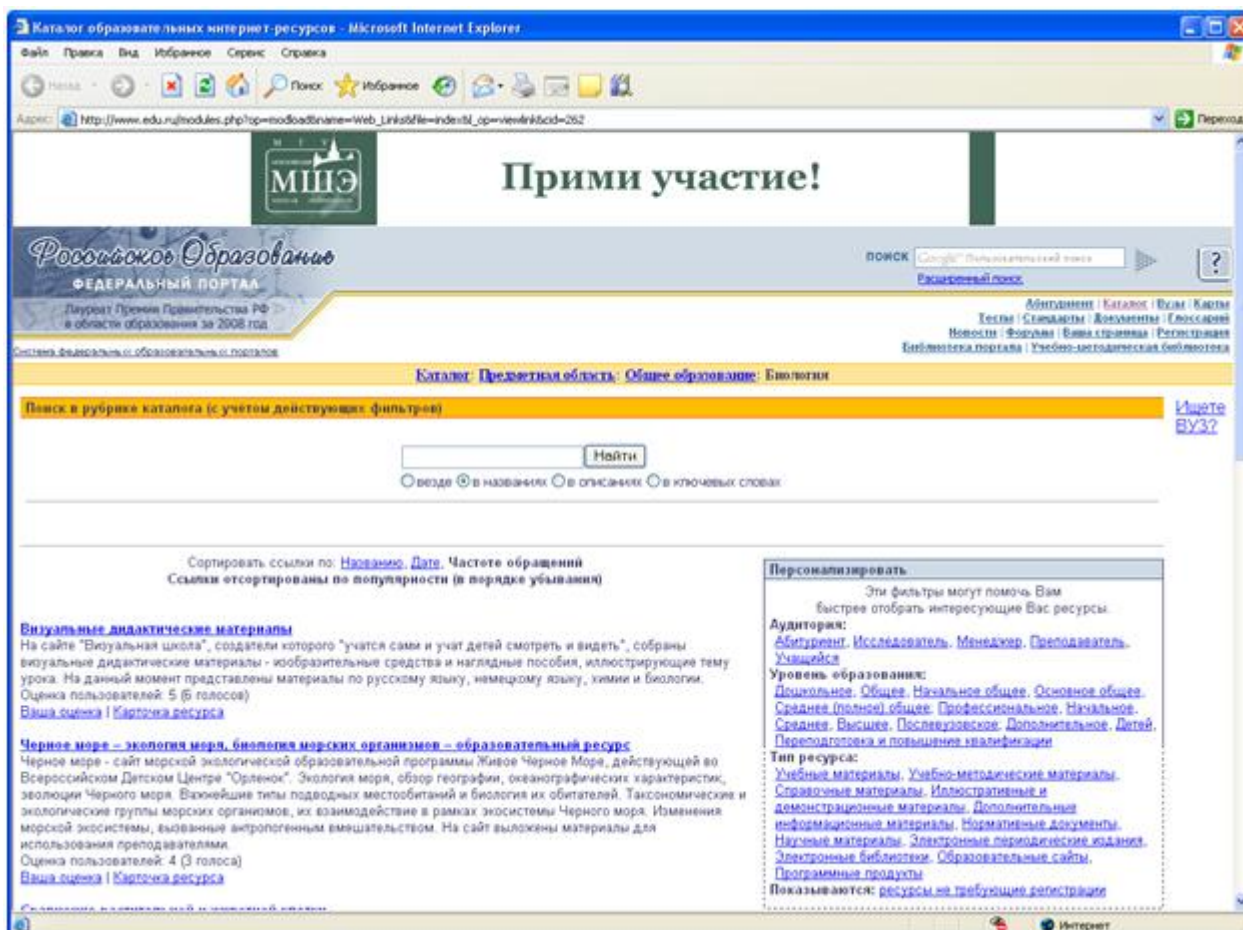 Каталог образовательных интернет-ресурсов - Microsoft Internet Explorer
Файл Правка Вид Избранное Сервис Справка
Назад Поиск Избранное
Адрес: http://www.edu.ru/modules.php?op=modload&name=Web_Links&file=index&l_op=viewlink&cid=262 Переход
МШЭ
Прими участие!
Российское Образование
ФЕДЕРАЛЬНЫЙ ПОРТАЛ
Лауреат Премии Правительства РФ
в области образования за 2008 год
Система федеральных образовательных порталов
ПОИСК Google™ Пользовательский поиск
Расширенный поиск
?
Абитуриент | Каталог | Вузы | Карты
Тесты | Стандарты | Документы | Глоссарий
Новости | Форумы | Ваша страница | Регистрация
Библиотека портала | Учебно-методическая библиотека
Каталог: Предметная область: Общее образование: Биология
Поиск в рубрике каталога (с учётом действующих фильтров)
Ищете
ВУЗ?
Найти
везде в названиях в описаниях в ключевых словах
Сортировать ссылки по: Названию, Дате, Частоте обращений
Ссылки отсортированы по популярности (в порядке убывания)
Визуальные дидактические материалы
На сайте "Визуальная школа", создатели которого "учатся сами и учат детей смотреть и видеть", собраны
визуальные дидактические материалы - изобразительные средства и наглядные пособия, иллюстрирующие тему
урока. На данный момент представлены материалы по русскому языку, немецкому языку, химии и биологии.
Оценка пользователей: 5 (6 голосов)
Ваша оценка | Карточка ресурса
Черное море – экология моря, биология морских организмов – образовательный ресурс
Черное море - сайт морской экологической образовательной программы Живое Черное Море, действующей во
Всероссийском Детском Центре "Орленок". Экология моря, обзор географии, океанографических характеристик,
эволюции Черного моря. Важнейшие типы подводных местообитаний и биология их обитателей. Таксономические и
экологические группы морских организмов, их взаимодействие в рамках экосистемы Черного моря. Изменения
морской экосистемы, вызванные антропогенным вмешательством. На сайт выложены материалы для
использования преподавателями.
Оценка пользователей: 4 (3 голоса)
Ваша оценка | Карточка ресурса
Сравнение растительной и животной клетки
Персонализировать
Эти фильтры могут помочь Вам
быстрее отобрать интересующие Вас ресурсы.
Аудитория:
Абитуриент, Исследователь, Менеджер, Преподаватель,
Учащийся
Уровень образования:
Дошкольное, Общее, Начальное общее, Основное общее,
Среднее (полное) общее, Профессиональное, Начальное,
Среднее, Высшее, Послевузовское, Дополнительное, Детей,
Переподготовка и повышение квалификации
Тип ресурса:
Учебные материалы, Учебно-методические материалы,
Справочные материалы, Иллюстративные и
демонстрационные материалы, Дополнительные
информационные материалы, Нормативные документы,
Научные материалы, Электронные периодические издания,
Электронные библиотеки, Образовательные сайты,
Программные продукты
Показываются: ресурсы не требующие регистрации
Интернет